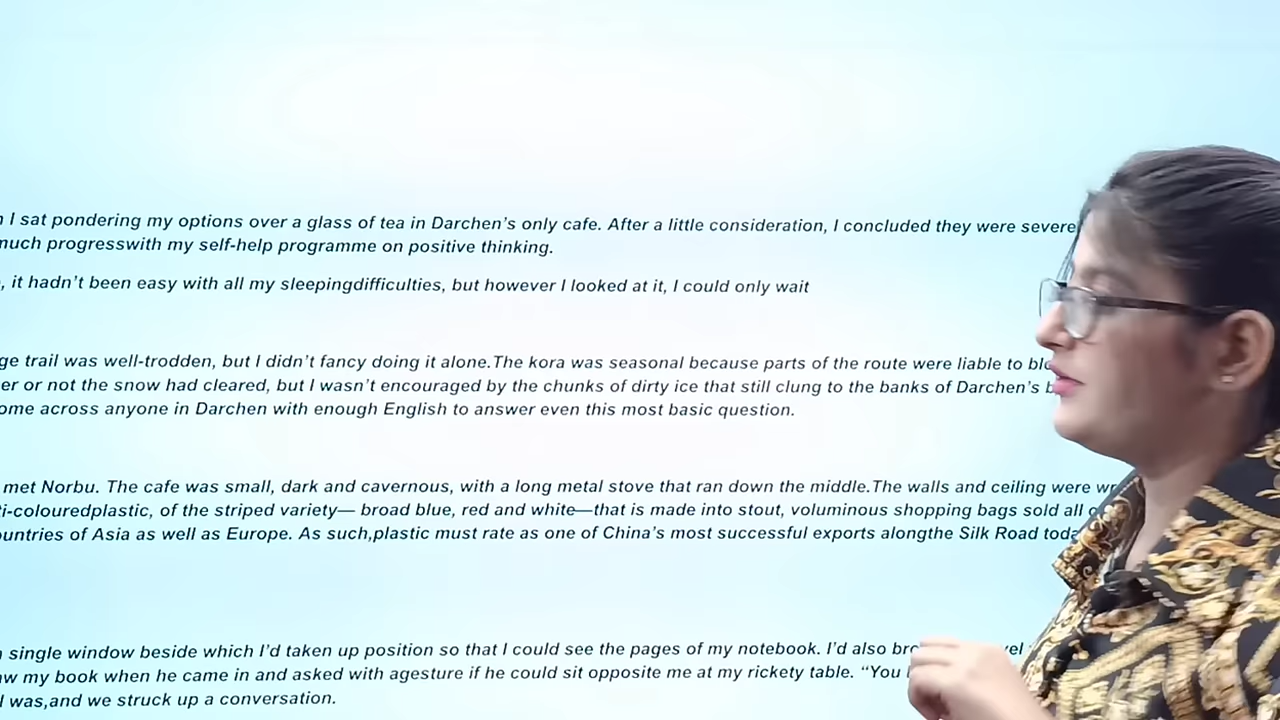 I sat pondering my options over a glass of tea in Darchen's only cafe. After a little consideration, I concluded they were severe
much progresswith my self-help programme on positive thinking.
, it hadn't been easy with all my sleepingdifficulties, but however I looked at it, I could only wait
trail was well-trodden, but I didn't fancy doing it alone.The kora was seasonal because parts of the route were liable to
or not the snow had cleared, but I wasn't encouraged by the chunks of dirty ice that still clung to the banks of Darchen's
ome across anyone in Darchen with enough English to answer even this most basic question.
met Norbu. The cafe was small, dark and cavernous, with a long metal stove that ran down the middle.The walls and ceiling were
ti-colouredplastic, of the striped variety— broad blue, red and white—that is made into stout, voluminous shopping bags sold all
ountries of Asia as well as Europe. As such,plastic must rate as one of China's most successful exports alongthe Silk Road
single window beside which I'd taken up position so that I could see the pages of my notebook. I'd also
my book when he came in and asked with agesture if he could sit opposite me at my rickety table. “You
I was,and we struck up a conversation.